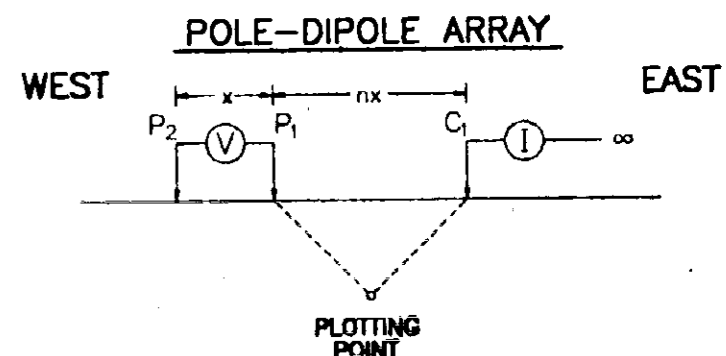 POLE-DIPOLE ARRAY
WEST
EAST
x
nx
P2
V
P1
C1
I
∞
PLOTTING
POINT